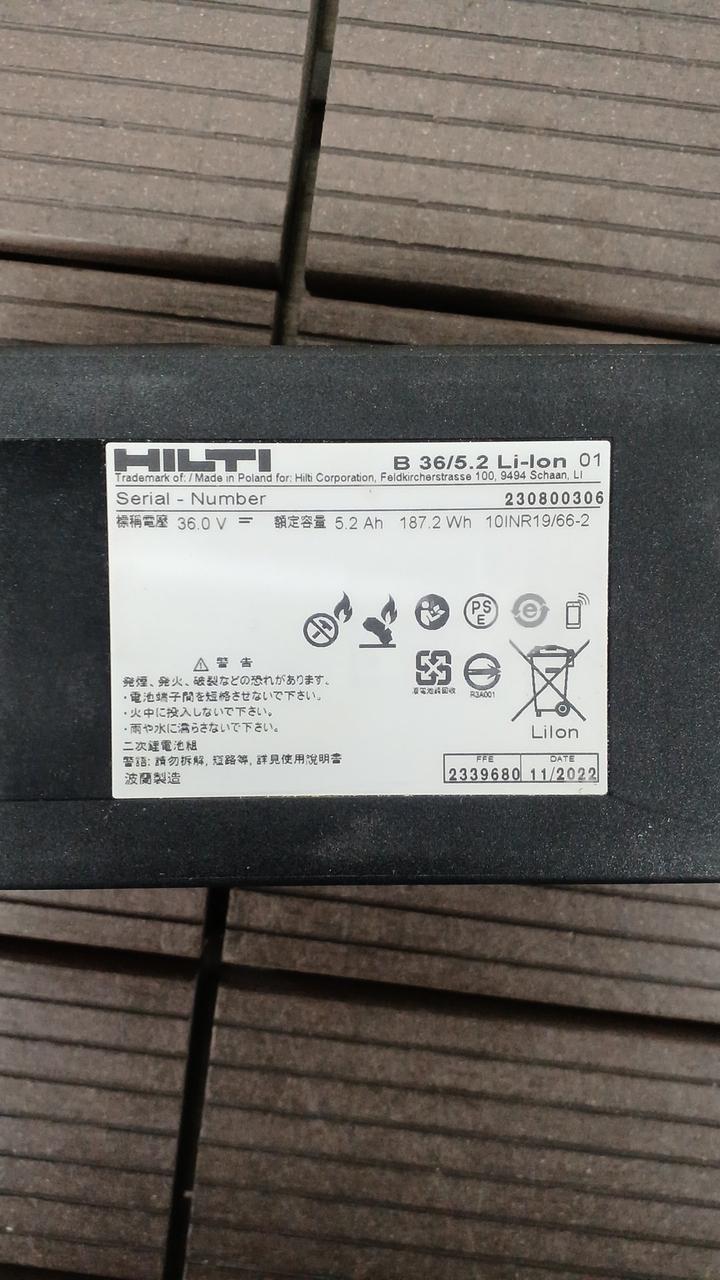 HILTI B 36/5.2 Li-Ion 01
Trademark of: / Made in Poland for: Hilti Corporation, Feldkircherstrasse 100, 9494 Schaan, LI
Serial - Number 230800306
標稱電壓 36.0 V 額定容量 5.2 Ah 187.2 Wh 10INR19/66-2
PS
E
e
廢電池請回收
R3A001
LiIon
警 告
発煙、発火、破裂などの恐れがあります。
・電池端子間を短絡させないで下さい。
・火中に投入しないで下さい。
・雨や水に濡らさないで下さい。
二次鋰電池組
警語: 請勿拆解, 短路等, 詳見使用說明書
波蘭製造
FFE DATE
2339680 11/2022